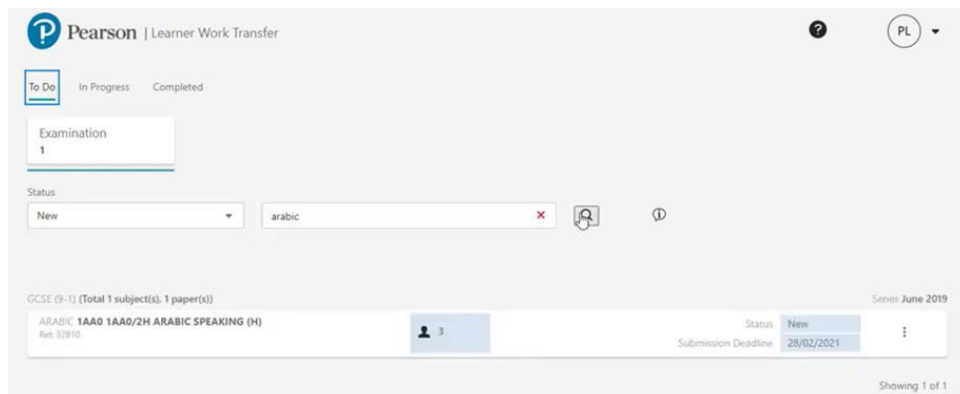 Pearson | Learner Work Transfer
? PL
To Do In Progress Completed
Examination
1
Status
New arabic
GCSE (9-1) (Total 1 subject(s), 1 paper(s)) Series June 2019
ARABIC 1AA0 1AA0/2H ARABIC SPEAKING (H) Status New
Ref: 52810 3 Submission Deadline 28/02/2021
Showing 1 of 1